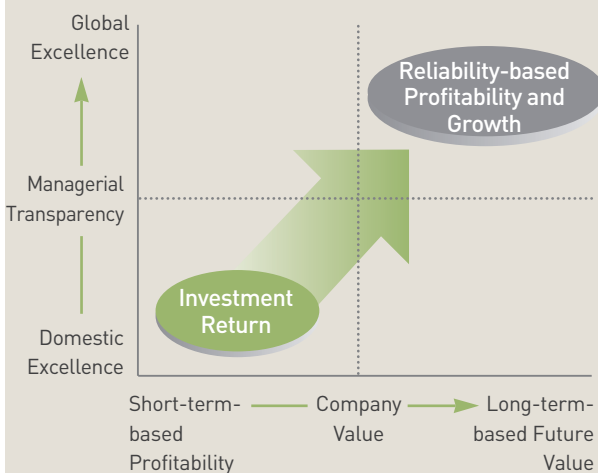 Global
Excellence
Reliability-based
Profitability and
Growth
Managerial
Transparency
Investment
Return
Domestic
Excellence
Short-term-
based
Profitability
Company
Value
Long-term-
based Future
Value